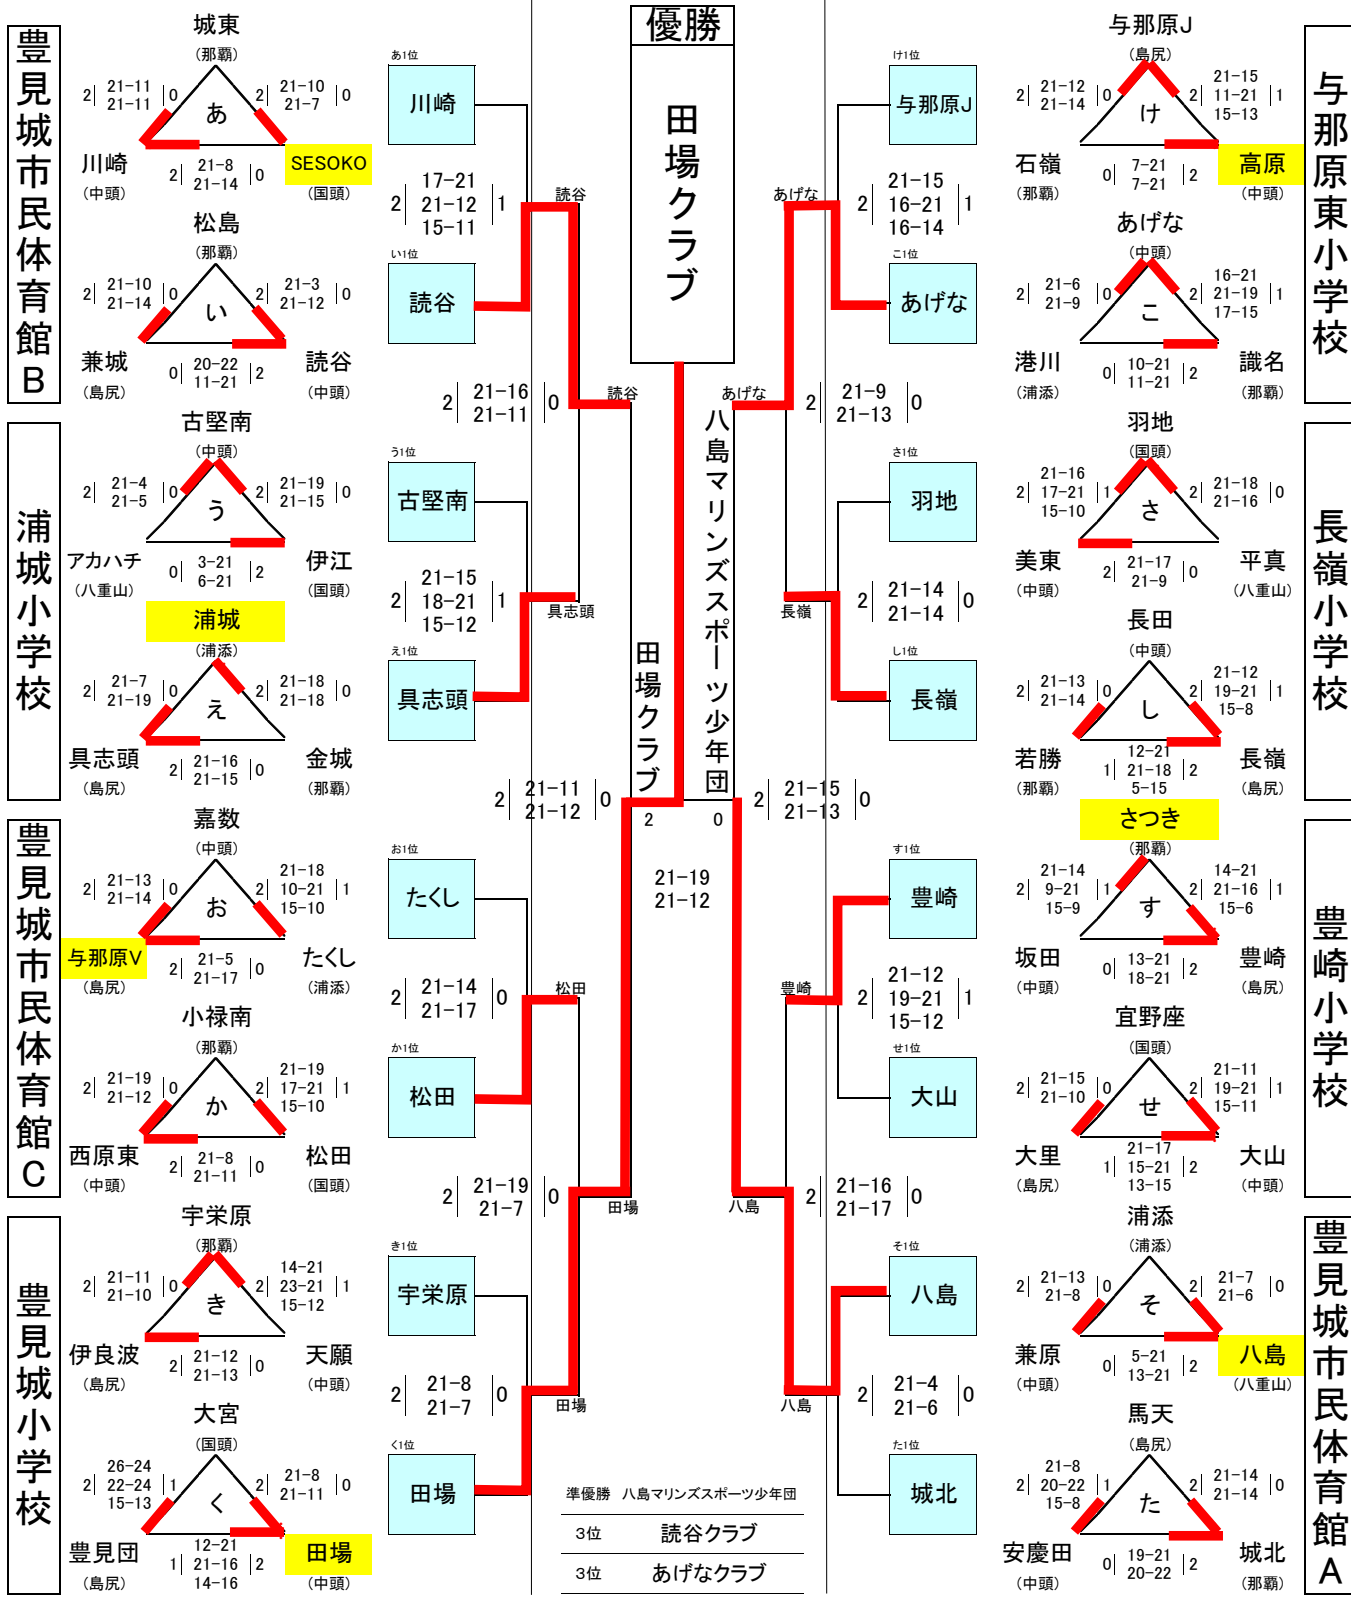 優勝
田場クラブ
豊見城市民体育館B
城東
(那覇)
2 21-11 0
21-11
2 21-10 0
21-7
あ
川崎
(中頭)
2 21-8 0
21-14
SESOKO
(国頭)
松島
(那覇)
2 21-10 0
21-14
2 21-3 0
21-12
い
兼城
(島尻)
0 20-22 2
11-21
読谷
(中頭)
浦城小学校
古堅南
(中頭)
2 21-4 0
21-5
2 21-19 0
21-15
う
アカハチ
(八重山)
0 3-21 2
6-21
伊江
(国頭)
浦城
(浦添)
2 21-7 0
21-19
2 21-18 0
21-18
え
具志頭
(島尻)
2 21-16 0
21-15
金城
(那覇)
豊見城市民体育館C
嘉数
(中頭)
2 21-13 0
21-14
2 21-18 1
10-21
15-10
お
与那原V
(島尻)
2 21-5 0
21-17
たくし
(浦添)
小禄南
(那覇)
2 21-19 0
21-12
2 21-19 1
17-21
15-10
か
西原東
(中頭)
2 21-8 0
21-11
松田
(国頭)
豊見城小学校
宇栄原
(那覇)
2 21-11 0
21-10
2 14-21 1
23-21
15-12
き
伊良波
(島尻)
2 21-12 0
21-13
天願
(中頭)
大宮
(国頭)
2 26-24 1
22-24
15-13
2 21-8 0
21-11
く
豊見団
(島尻)
1 12-21 2
21-16
14-16
田場
(中頭)
あ1位
川崎
2 17-21 1
21-12
15-11
読谷
い1位
読谷
2 21-16 0
21-11
読谷
う1位
古堅南
2 21-15 1
18-21
15-12
具志頭
え1位
具志頭
2 21-11 0
21-12
お1位
たくし
2 21-14 0
21-17
松田
か1位
松田
2 21-19 0
21-7
田場
き1位
宇栄原
2 21-8 0
21-7
田場
く1位
田場
田場クラブ
八島マリンズスポーツ少年団
2 0
21-19
21-12
準優勝 八島マリンズスポーツ少年団
3位 読谷クラブ
3位 あげなクラブ
け1位
与那原J
あげな
2 21-15 1
16-21
16-14
こ1位
あげな
あげな
2 21-9 0
21-13
さ1位
羽地
2 21-14 0
21-14
長嶺
し1位
長嶺
2 21-15 0
21-13
す1位
豊崎
豊崎
2 21-12 1
19-21
15-12
せ1位
大山
八島
2 21-16 0
21-17
そ1位
八島
八島
2 21-4 0
21-6
た1位
城北
与那原東小学校
与那原J
(島尻)
2 21-12 0
21-14
2 21-15 1
11-21
15-13
け
石嶺
(那覇)
0 7-21 2
7-21
高原
(中頭)
あげな
(中頭)
2 21-6 0
21-9
2 16-21 1
21-19
17-15
こ
港川
(浦添)
0 10-21 2
11-21
識名
(那覇)
長嶺小学校
羽地
(国頭)
2 21-16 1
17-21
15-10
2 21-18 0
21-16
さ
美東
(中頭)
2 21-17 0
21-9
平真
(八重山)
長田
(中頭)
2 21-13 0
21-14
2 21-12 1
19-21
15-8
し
若勝
(那覇)
1 12-21 2
21-18
5-15
長嶺
(島尻)
豊崎小学校
さつき
(那覇)
2 21-14 1
9-21
15-9
2 14-21 1
21-16
15-6
す
坂田
(中頭)
0 13-21 2
18-21
豊崎
(島尻)
宜野座
(国頭)
2 21-15 0
21-10
2 21-11 1
19-21
15-11
せ
大里
(島尻)
1 21-17 2
15-21
13-15
大山
(中頭)
豊見城市民体育館A
浦添
(浦添)
2 21-13 0
21-8
2 21-7 0
21-6
そ
兼原
(中頭)
0 5-21 2
13-21
八島
(八重山)
馬天
(島尻)
2 21-8 1
20-22
15-8
2 21-14 0
21-14
た
安慶田
(中頭)
0 19-21 2
20-22
城北
(那覇)